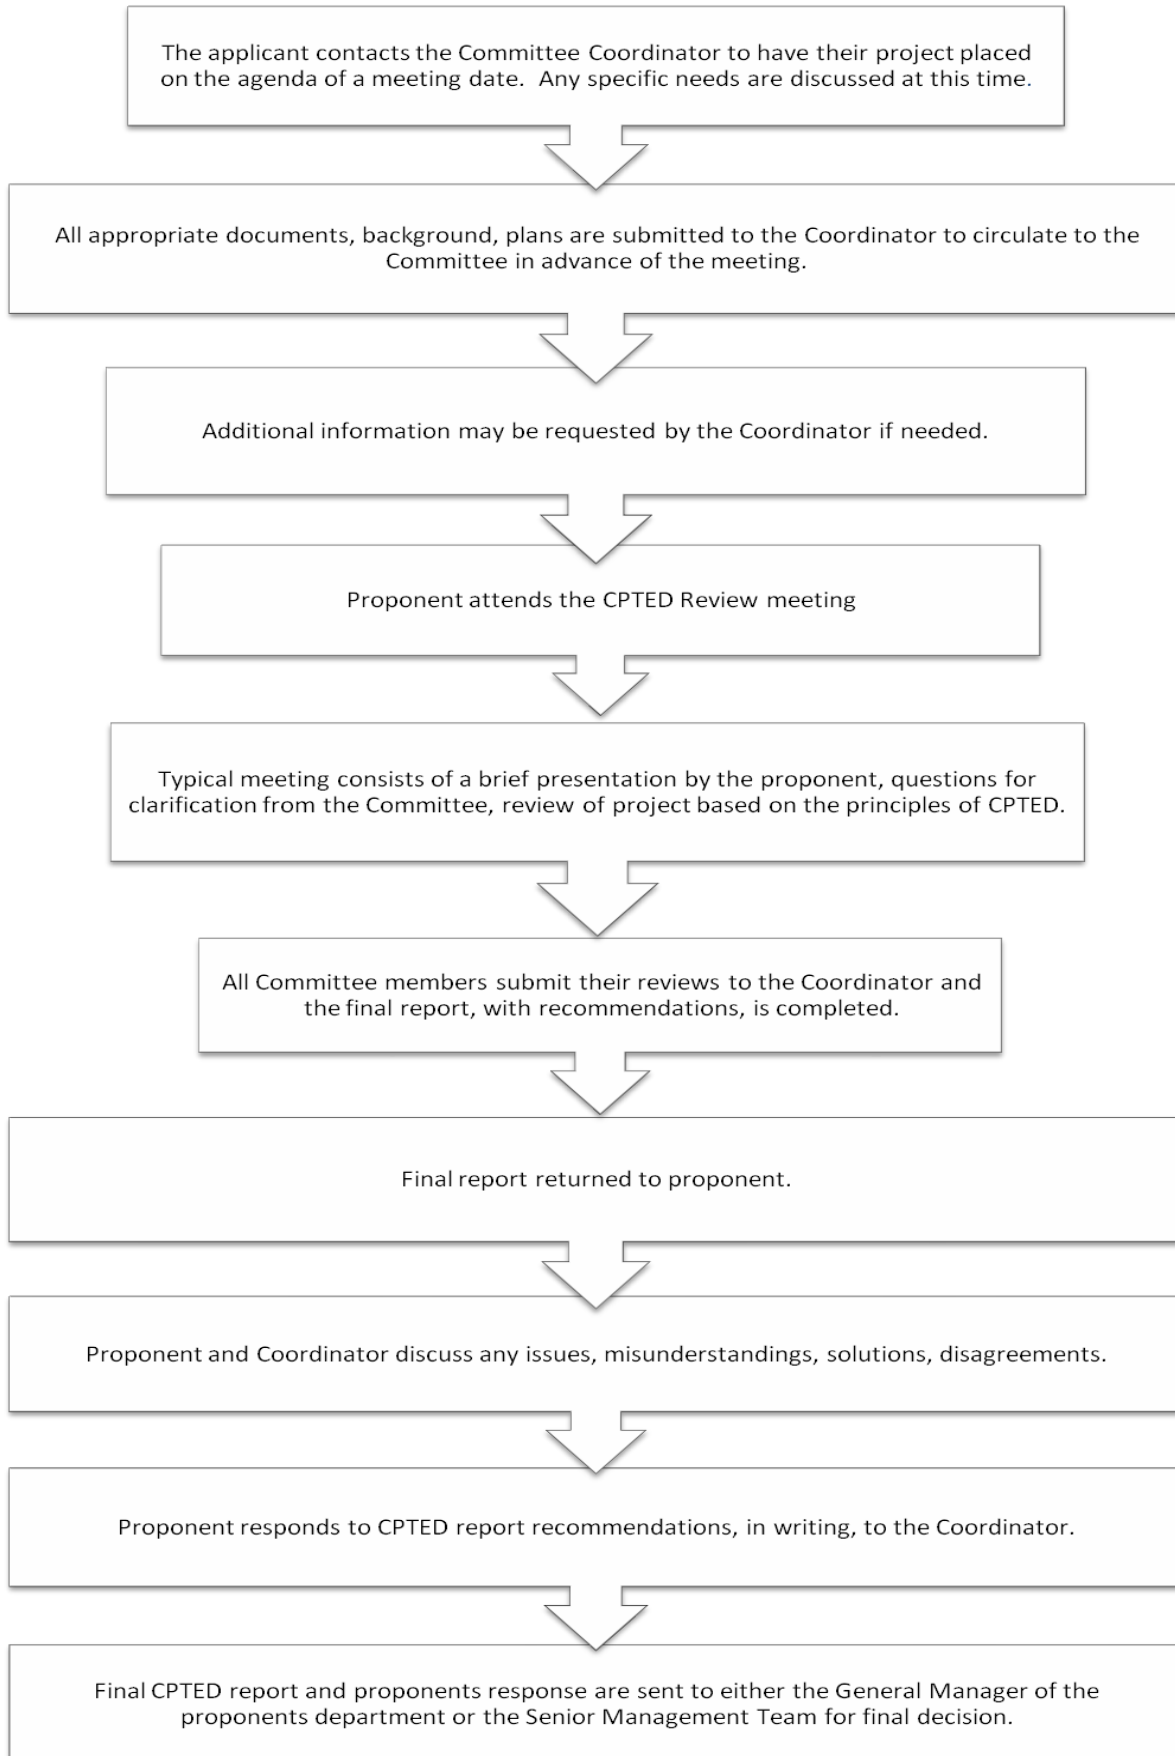 The applicant contacts the Committee Coordinator to have their project placed
on the agenda of a meeting date.  Any specific needs are discussed at this time.
All appropriate documents, background, plans are submitted to the Coordinator to circulate to the
Committee in advance of the meeting.
Additional information may be requested by the Coordinator if needed.
Proponent attends the CPTED Review meeting
Typical meeting consists of a brief presentation by the proponent, questions for
clarification from the Committee, review of project based on the principles of CPTED.
All Committee members submit their reviews to the Coordinator and
the final report, with recommendations, is completed.
Final report returned to proponent.
Proponent and Coordinator discuss any issues, misunderstandings, solutions, disagreements.
Proponent responds to CPTED report recommendations, in writing, to the Coordinator.
Final CPTED report and proponents response are sent to either the General Manager of the
proponents department or the Senior Management Team for final decision.